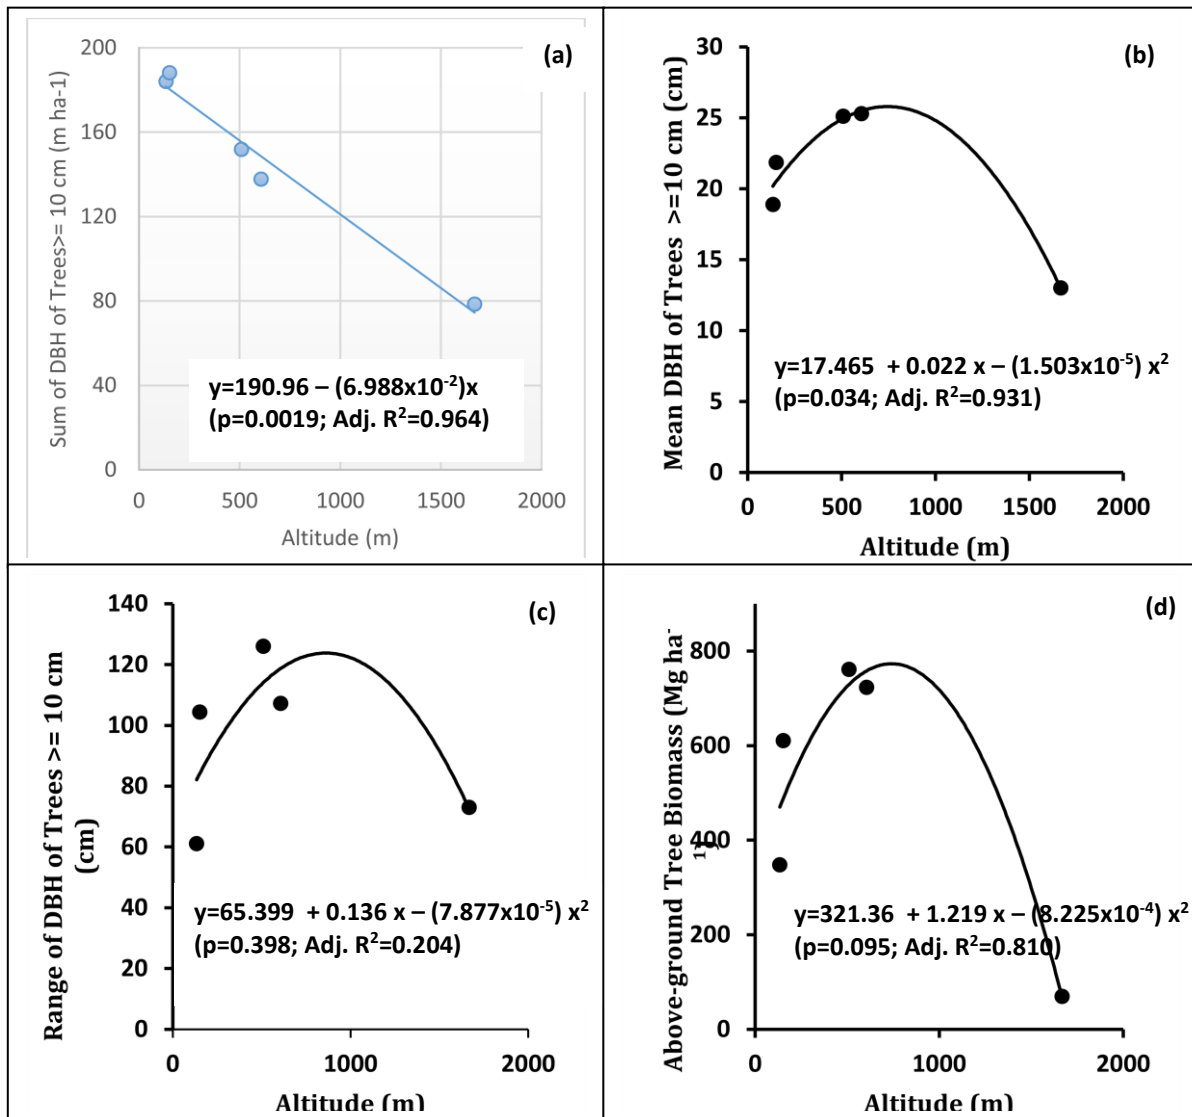 (a)
Sum of DBH of Trees>= 10 cm (m ha-1)
200
160
120
80
40
0
y=190.96 – (6.988x10-2)x
(p=0.0019; Adj. R2=0.964)
0 500 1000 1500 2000
Altitude (m)
(b)
Mean DBH of Trees >=10 cm (cm)
30
25
20
15
10
5
0
y=17.465 + 0.022 x – (1.503x10-5) x2
(p=0.034; Adj. R2=0.931)
0 500 1000 1500 2000
Altitude (m)
(c)
Range of DBH of Trees >= 10 cm
(cm)
140
120
100
80
60
40
20
0
y=65.399 + 0.136 x – (7.877x10-5) x2
(p=0.398; Adj. R2=0.204)
0 1000 2000
Altitude (m)
(d)
Above-ground Tree Biomass (Mg ha-
1)
800
600
400
200
0
y=321.36 + 1.219 x – (8.225x10-4) x2
(p=0.095; Adj. R2=0.810)
0 1000 2000
Altitude (m)